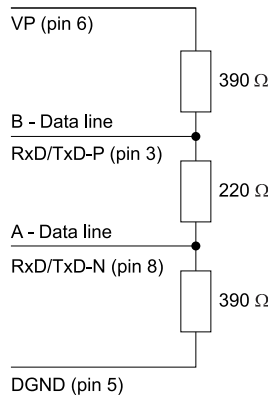 VP (pin 6)
390 Ω
B - Data line
RxD/TxD-P (pin 3)
220 Ω
A - Data line
RxD/TxD-N (pin 8)
390 Ω
DGND (pin 5)